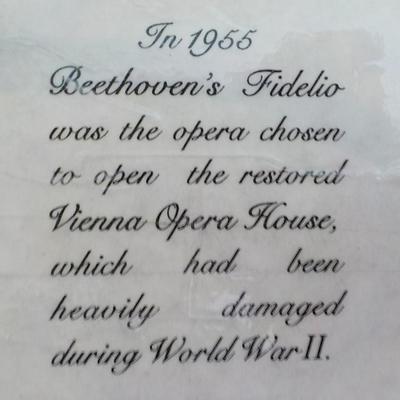 In 1955
Beethoven's Fidelio
was the opera chosen
to open the restored
Vienna Opera House,
which had been
heavily damaged
during World War II.